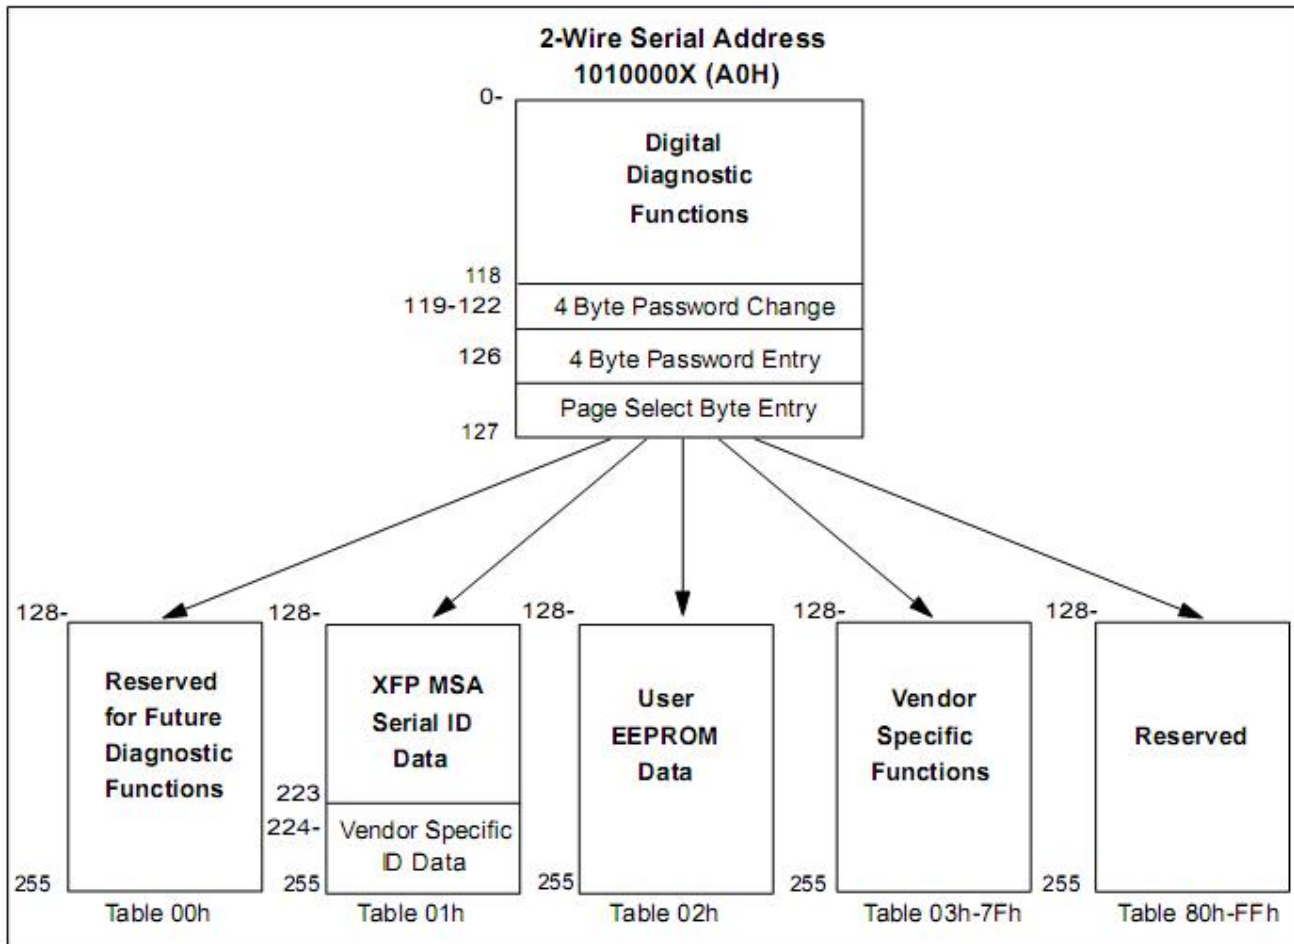 2-Wire Serial Address
1010000X (A0H)
0-
Digital
Diagnostic
Functions
118
119-122
4 Byte Password Change
126
4 Byte Password Entry
Page Select Byte Entry
127
128-
Reserved
for Future
Diagnostic
Functions
255
Table 00h
128-
XFP MSA
Serial ID
Data
223
224-
Vendor Specific
ID Data
255
Table 01h
128-
User
EEPROM
Data
255
Table 02h
128-
Vendor
Specific
Functions
255
Table 03h-7Fh
128-
Reserved
255
Table 80h-FFh